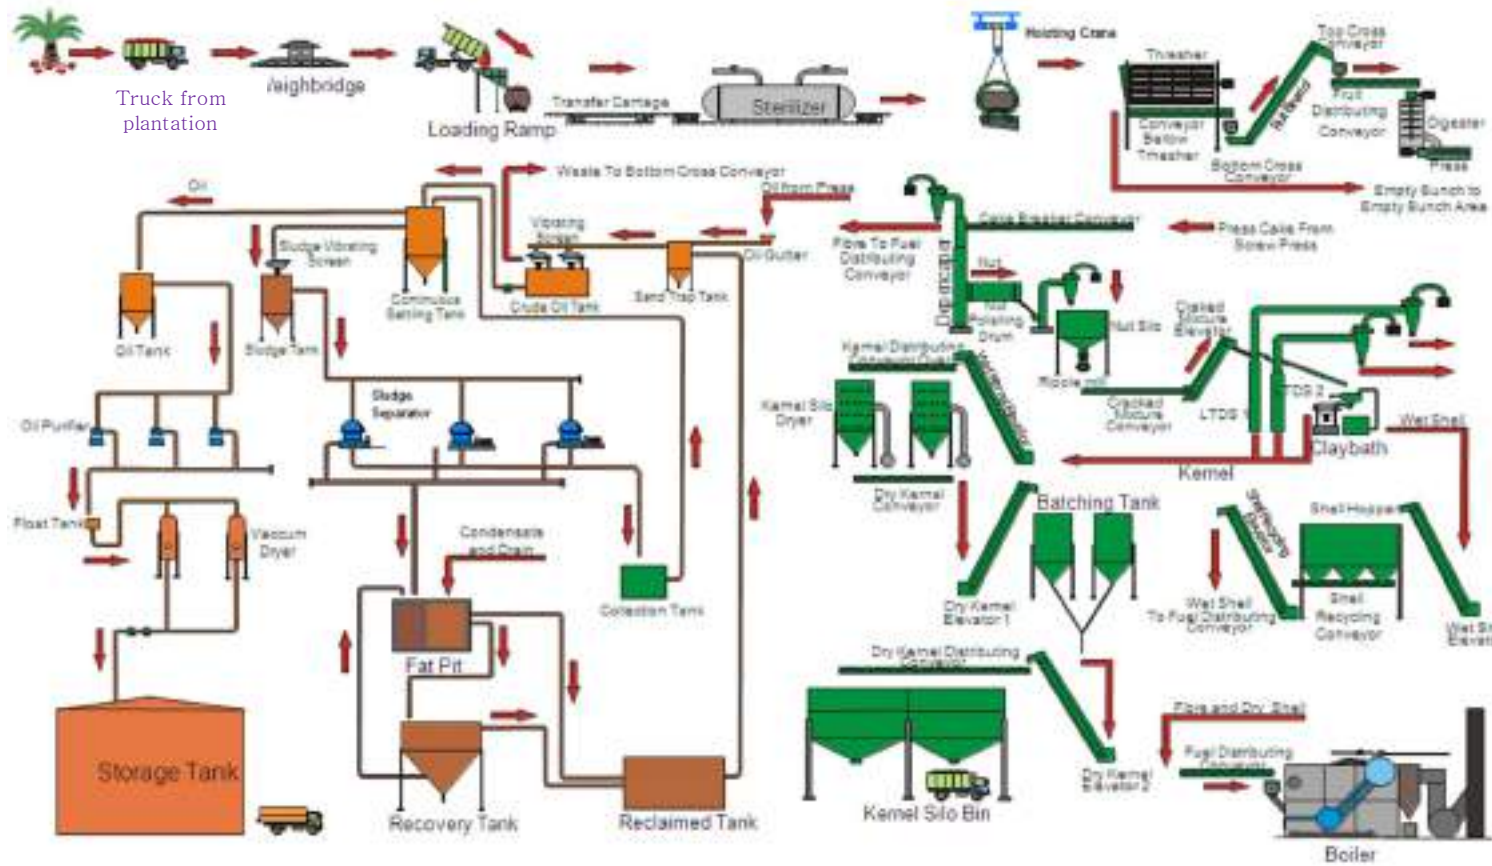 Truck from
plantation
Weighbridge
Loading Ramp
Transfer Carriage
Sterilizer
Hoisting Crane
Thresher
Conveyor
Bellow
Thresher
Bottom Cross
Conveyor
Top Cross
Conveyor
Fruit
Distributing
Conveyor
Digester
Press
Empty Bunch to
Empty Bunch Area
Oil
Waste To Bottom Cross Conveyor
Oil from Press
Vibrating
Screen
Oil Gutter
Sludge Vibrating
Screen
Continuous
Settling Tank
Crude Oil Tank
Sand Trap Tank
Oil Tank
Sludge Tank
Fibre To Fuel
Distributing
Conveyor
Cake Breaker Conveyor
Press Cake From
Screw Press
Nut
Nut
Polishing
Drum
Nut Silo
Ripple mill
Cracked
Mixture
Elevator
Cracked
Mixture
Conveyor
LTDS 1
LTDS 2
Claybath
Wet Shell
Kernel
Kernel Distributing
Kernel Silo
Dryer
Dry Kernel
Conveyor
Sludge
Separator
Oil Purifier
Float Tank
Vaccum
Dryer
Condensate
and Drain
Collection Tank
Fat Pit
Storage Tank
Recovery Tank
Reclaimed Tank
Batching Tank
Dry Kernel
Elevator 1
Shell Hopper
Wet Shell
To Fuel Distributing
Conveyor
Shell
Recycling
Conveyor
Wet Sh
Elevat
Dry Kernel Distributing
Conveyor
Kernel Silo Bin
Dry Kernel
Elevator 2
Fibre and Dry Shell
Fuel Distributing
Conveyor
Boiler